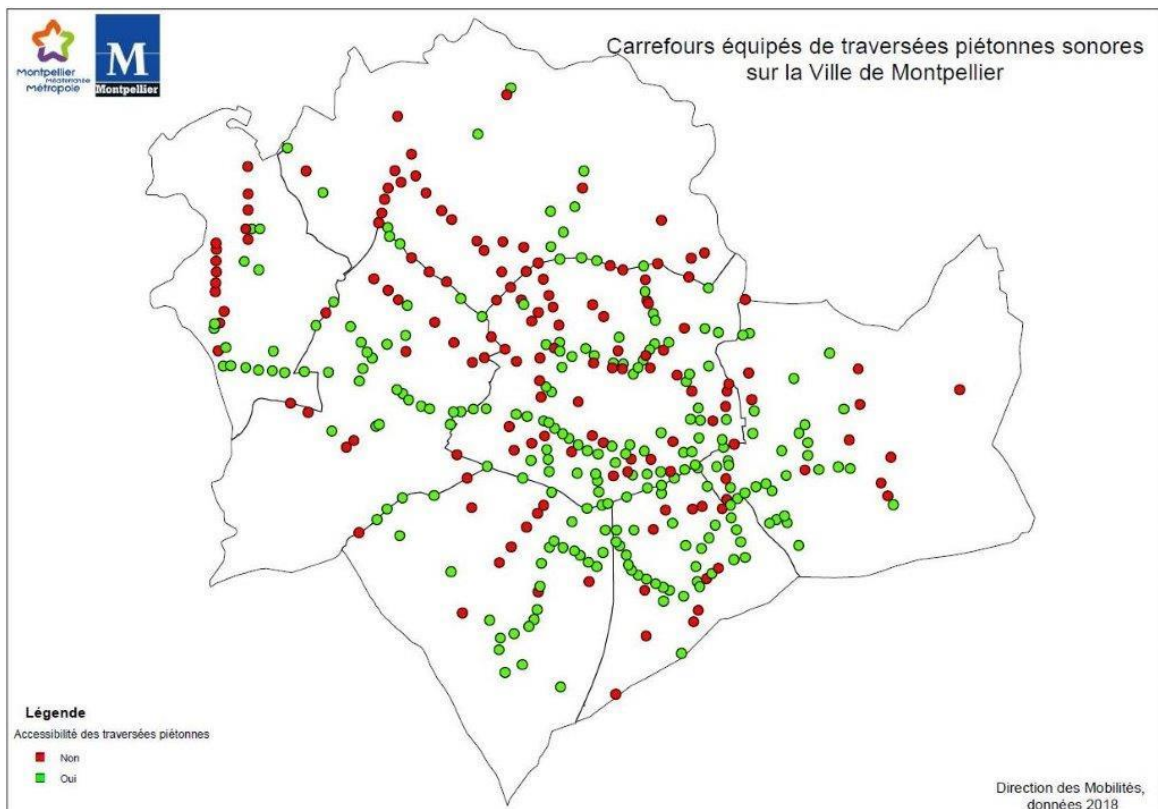 Montpellier
Méditerranée
Métropole
M
Montpellier
Carrefours équipés de traversées piétonnes sonores
sur la Ville de Montpellier
Légende
Accessibilité des traversées piétonnes
Non
Oui
Direction des Mobilités,
données 2018